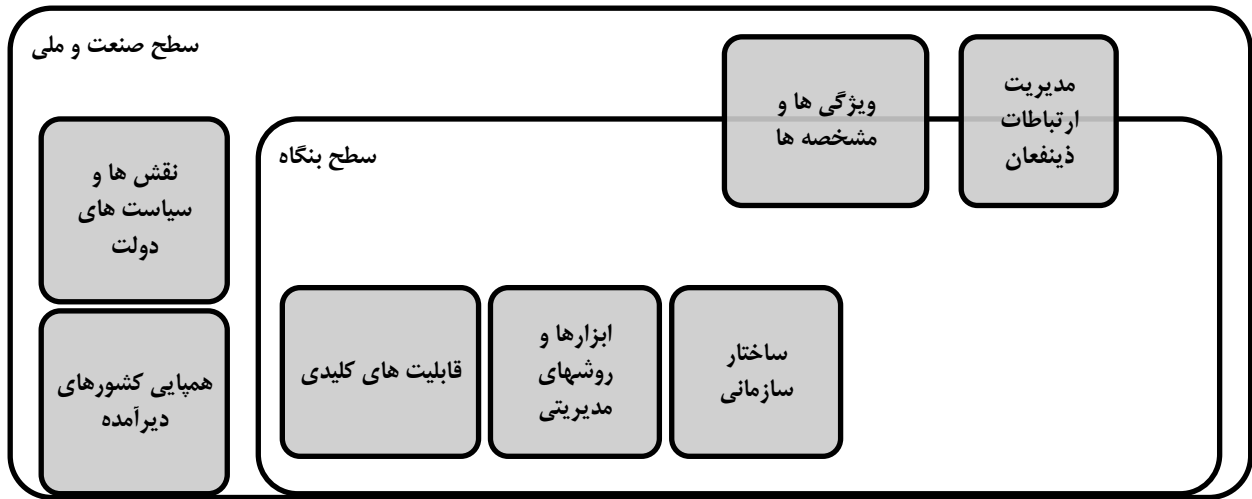 سطح صنعت و ملی
مدیریت
ارتباطات
ذینفعان
ویژگی ها و
مشخصه ها
سطح بنگاه
نقش ها و
سیاست های
دولت
همپایی کشورهای
دیرآمده
ساختار
سازمانی
ابزارها و
روشهای
مدیریتی
قابلیت های کلیدی